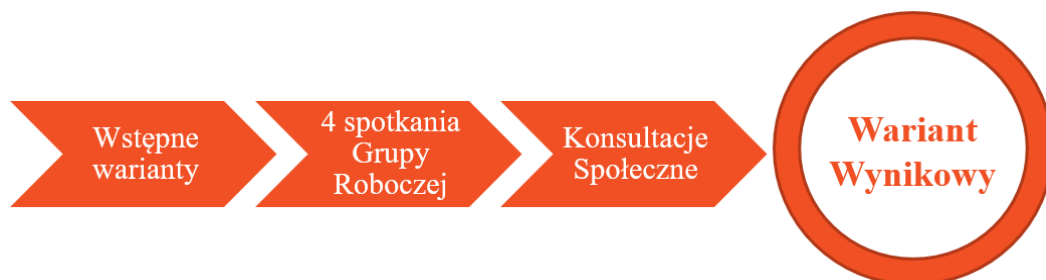 Wstępne
warianty
4 spotkania
Grupy
Roboczej
Konsultacje
Społeczne
Wariant
Wynikowy